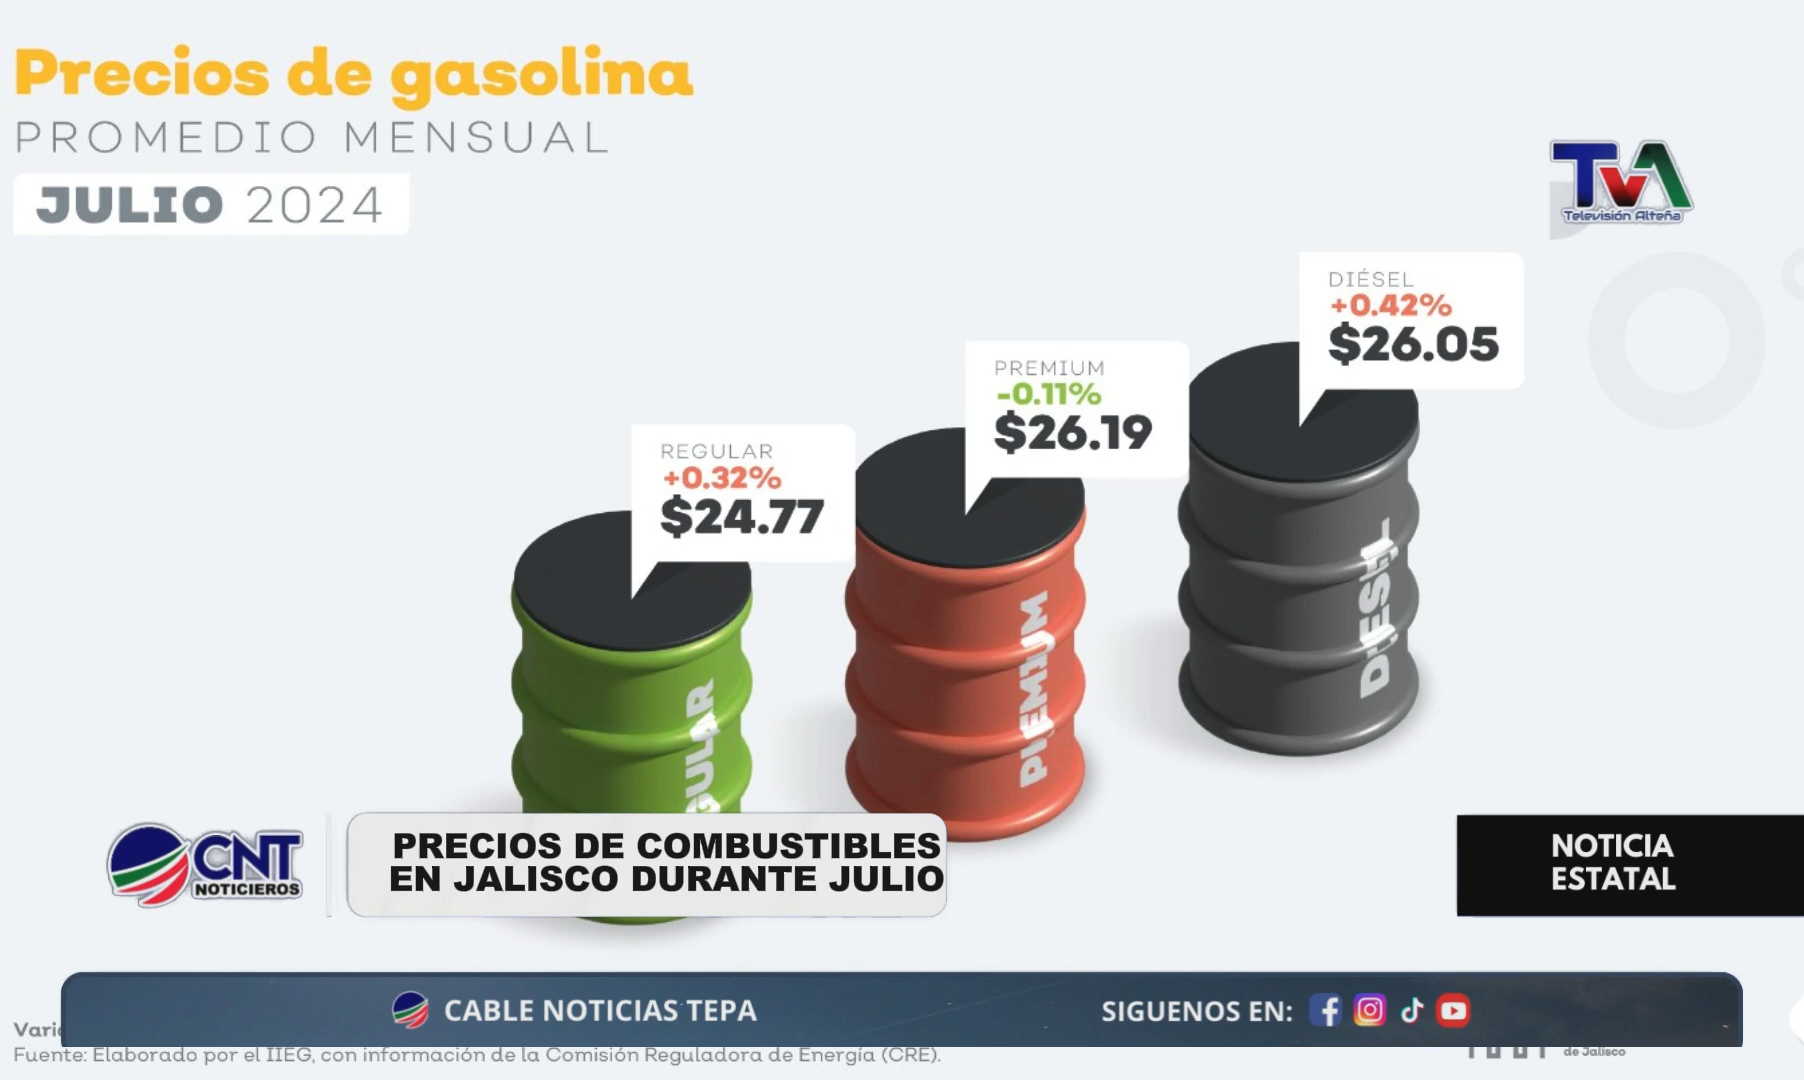 Precios de gasolina
PROMEDIO MENSUAL
JULIO 2024
TVA
Televisión Alteña
DIÉSEL
+0.42%
$26.05
PREMIUM
-0.11%
$26.19
REGULAR
+0.32%
$24.77
DIESEL
PREMIUM
GULAR
CNT
NOTICIEROS
PRECIOS DE COMBUSTIBLES
EN JALISCO DURANTE JULIO
NOTICIA
ESTATAL
CABLE NOTICIAS TEPA
SIGUENOS EN:
Fuente: Elaborado por el IIEG, con información de la Comisión Reguladora de Energía (CRE).
de Jalisco